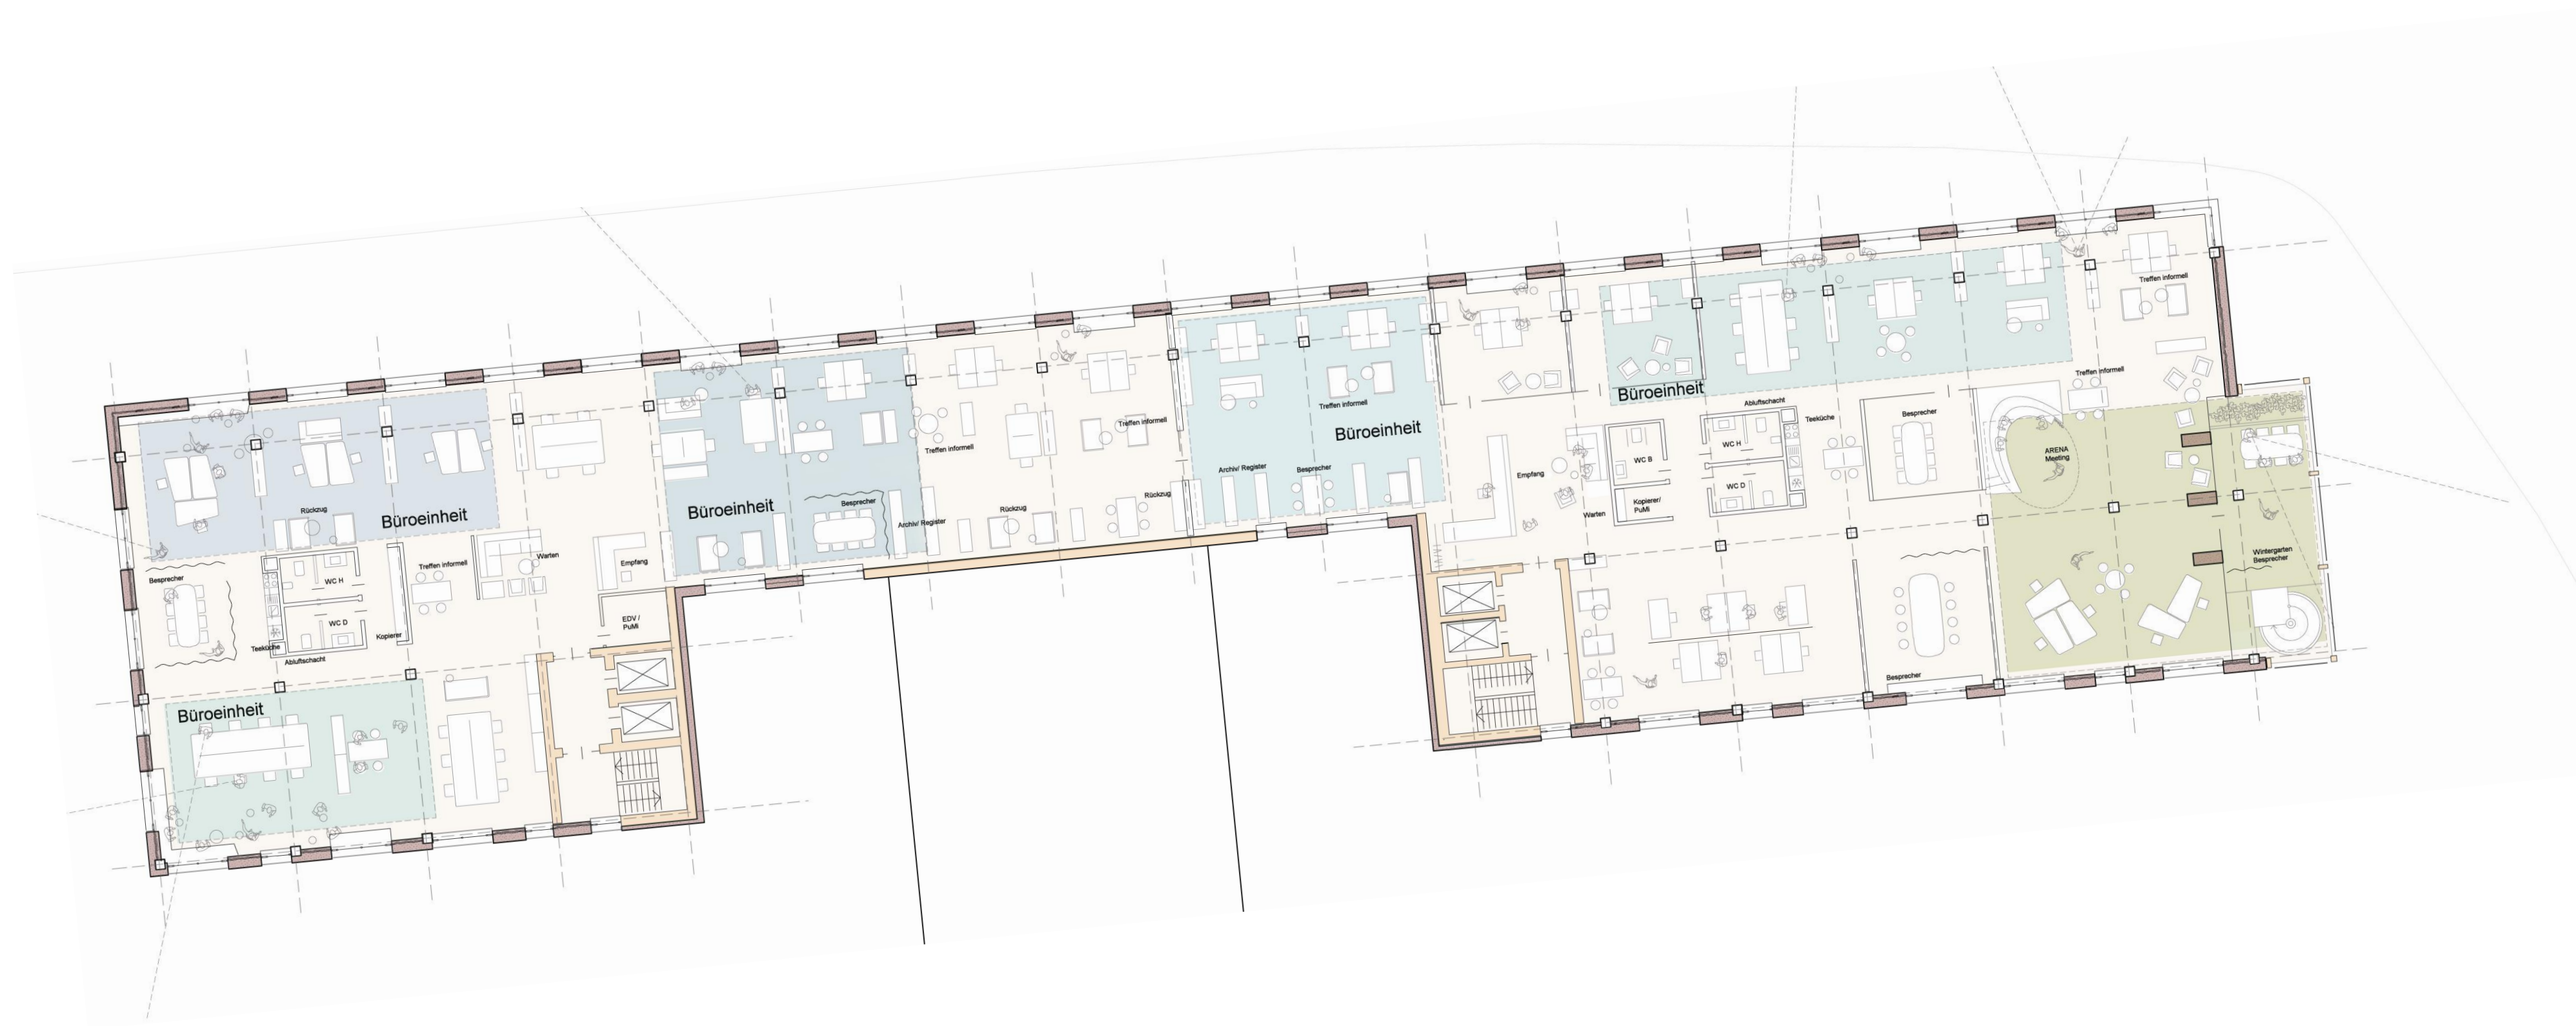 Rückzug
Büroeinheit
Besprecher
WC H
WC D
Teeküche
Abluftschacht
Kopierer
Treffen informell
Warten
Empfang
EDV /
PuMi
Büroeinheit
Büroeinheit
Besprecher
Archiv/ Register
Treffen informell
Treffen informell
Rückzug
Rückzug
Treffen informell
Büroeinheit
Archiv/ Register
Besprecher
Empfang
Warten
Büroeinheit
WC B
Kopierer/
PuMi
Abluftschacht
WC H
WC D
Teeküche
Besprecher
Besprecher
Treffen informell
Treffen informell
ARENA
Meeting
Wintergarten
Besprecher